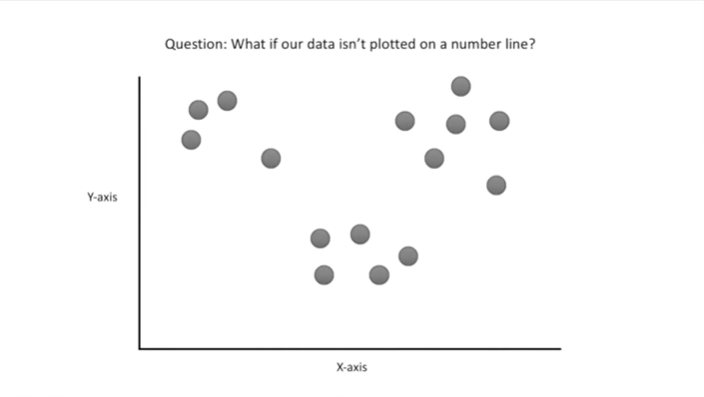 Question: What if our data isn’t plotted on a number line?
Y-axis
X-axis